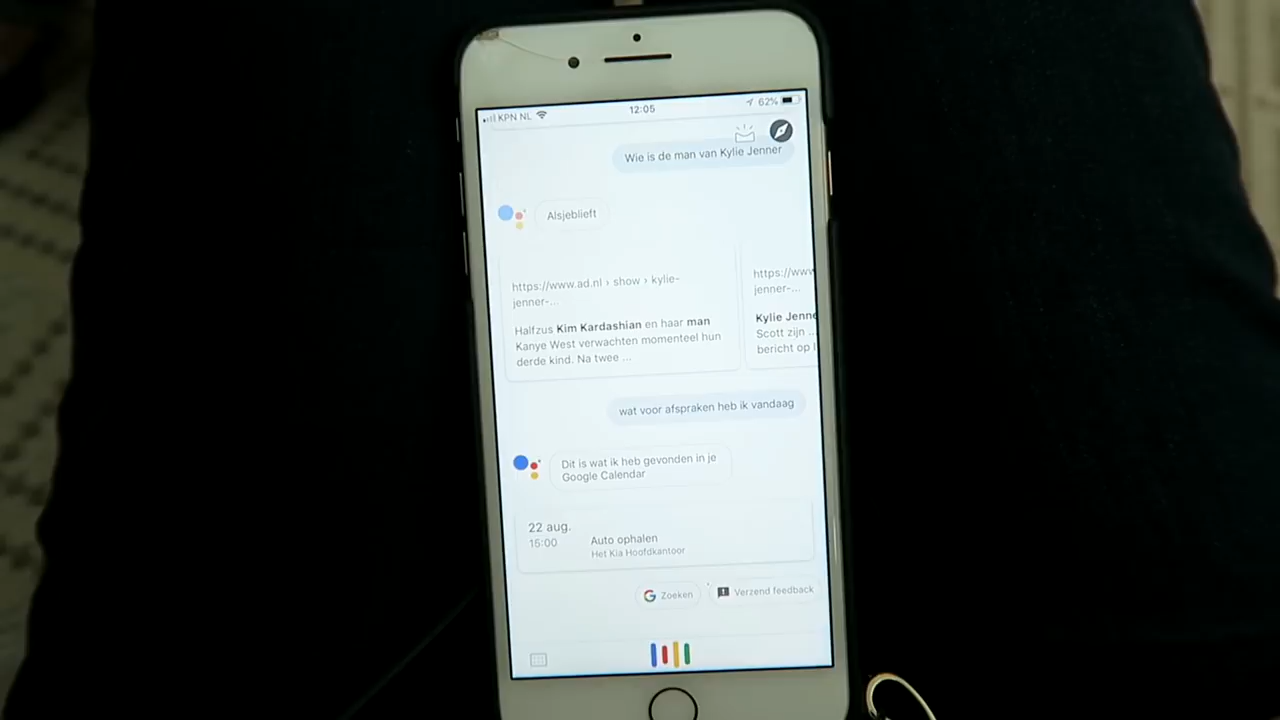 KPN NL
12:05
62%
Wie is de man van Kylie Jenner
Alsjeblieft
https://www.ad.nl › show › kylie-
jenner-...
Halfzus Kim Kardashian en haar man
Kanye West verwachten momenteel hun
derde kind. Na twee ...
https://www
jenner-...
Kylie Jenne
Scott zijn ...
bericht op
wat voor afspraken heb ik vandaag
Dit is wat ik heb gevonden in je
Google Calendar
22 aug.
15:00
Auto ophalen
Het Kia Hoofdkantoor
G Zoeken
Verzend feedback